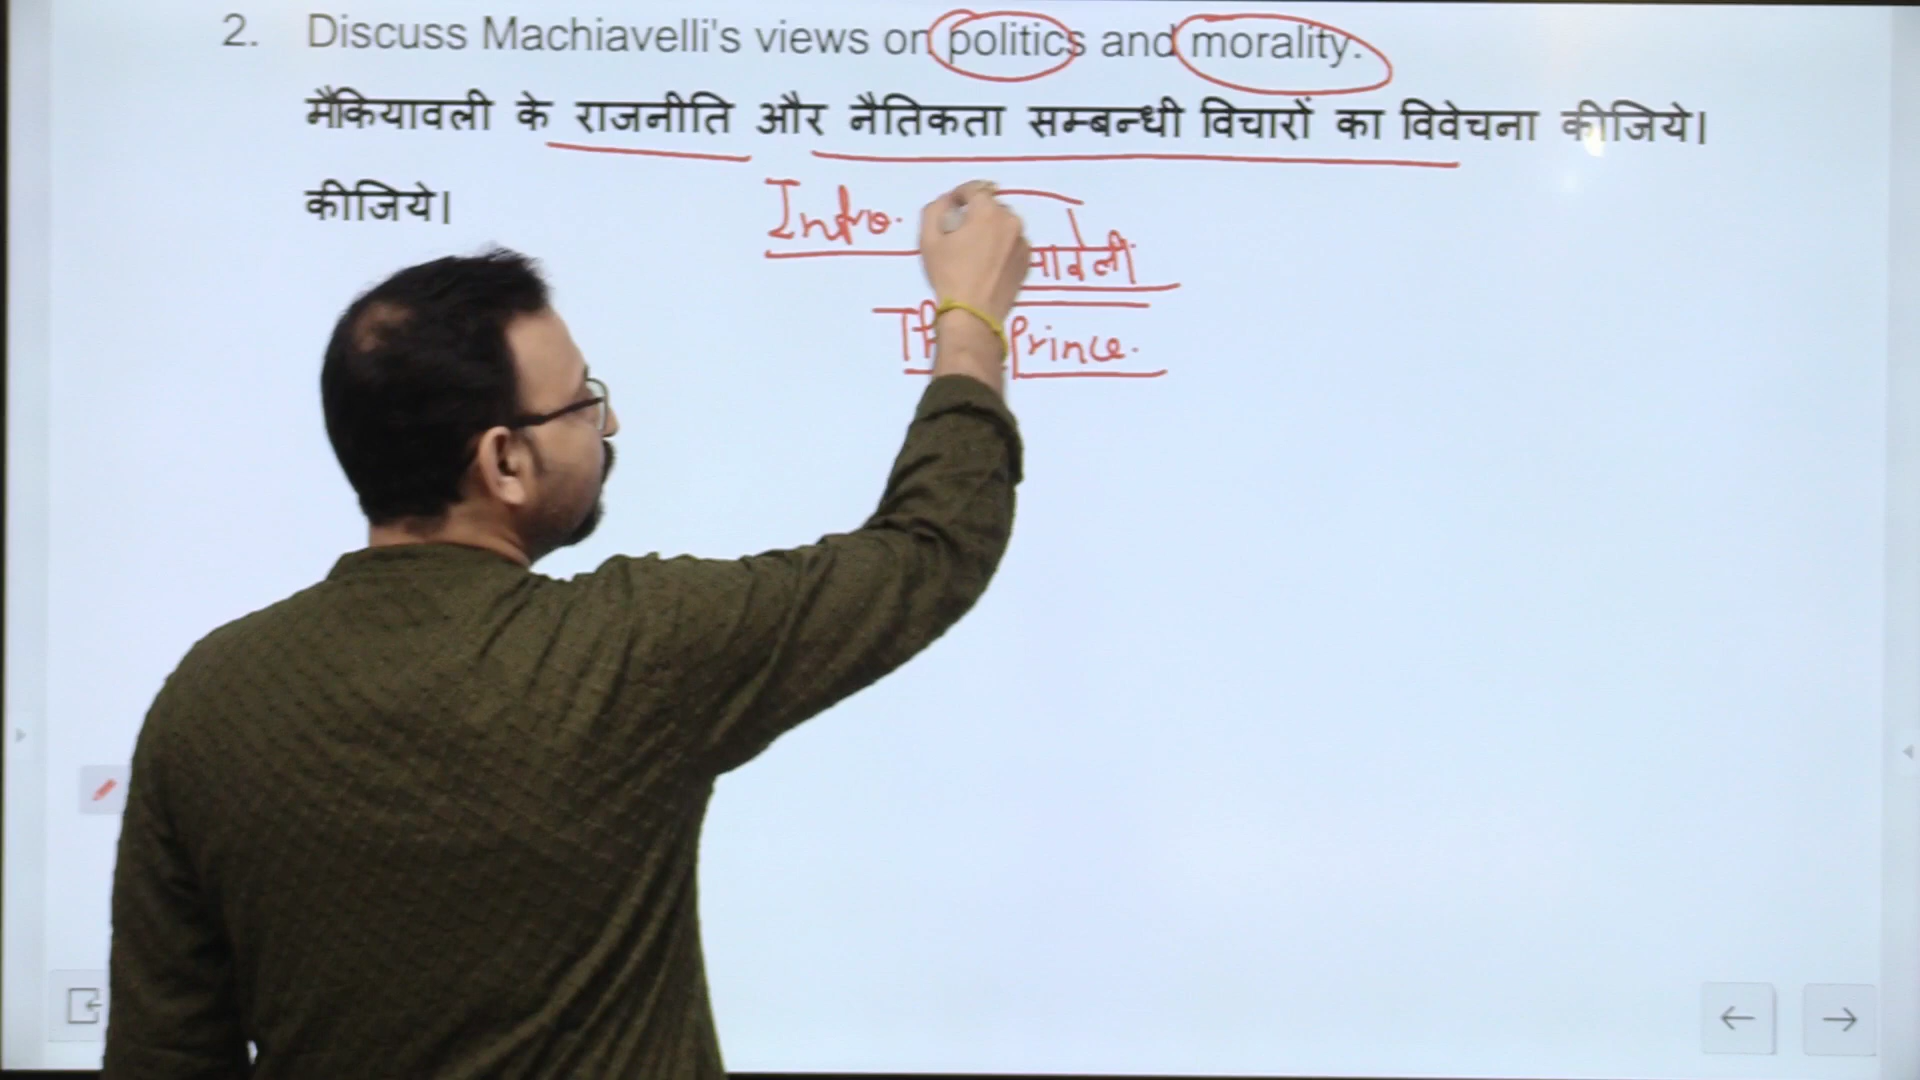 2. Discuss Machiavelli's views on politics and morality.
मैकियावली के राजनीति और नैतिकता सम्बन्धी विचारों का विवेचना कीजिये।
कीजिये।
Intro.
Prince.